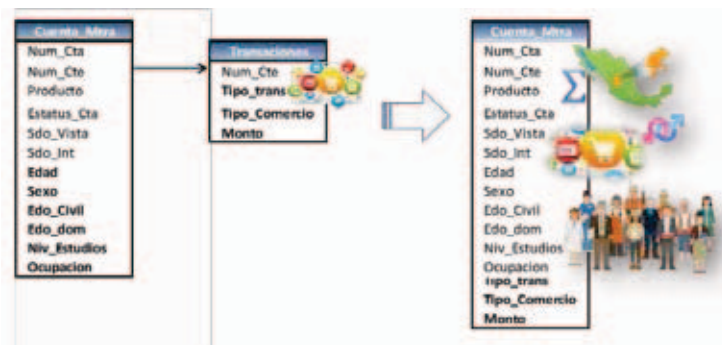 Cuenta_Mtra
Num_Cta
Num_Cte
Producto
Estatus_Cta
Sdo_Vista
Sdo_Int
Edad
Sexo
Edo_Civil
Edo_dom
Niv_Estudios
Ocupacion
Transaciones
Num_Cte
Tipo_trans
Tipo_Comercio
Monto
Cuenta_Mtra
Num_Cta
Num_Cte
Producto
Σ
Estatus_Cta
Sdo_Vista
Sdo_Int
Edad
Sexo
Edo_Civil
Edo_dom
Niv_Estudios
Ocupacion
Tipo_trans
Tipo_Comercio
Monto